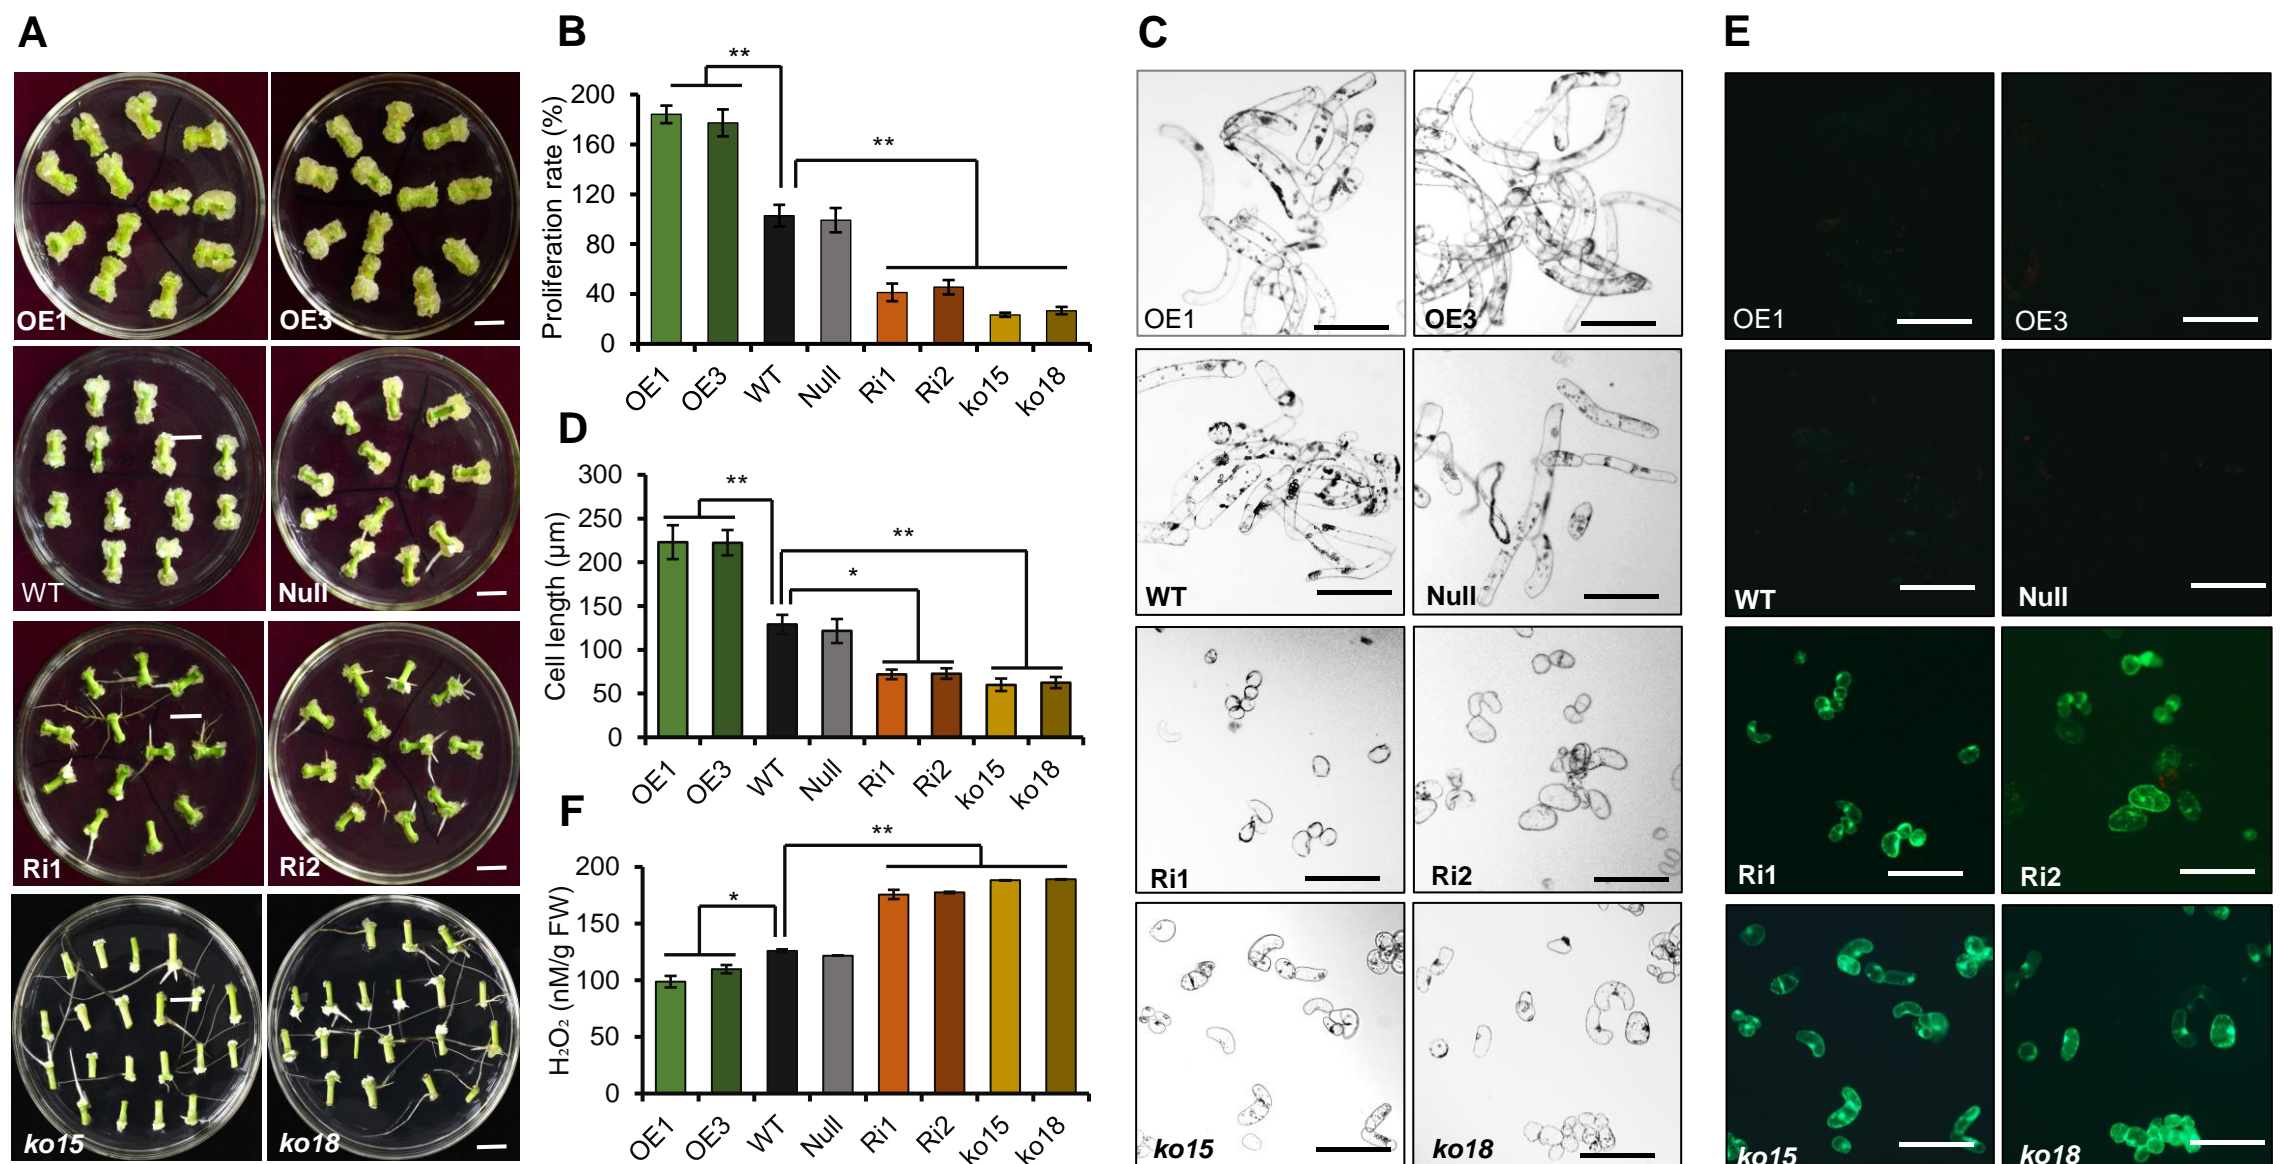 A
OE1
OE3
WT
Null
Ri1
Ri2
ko15
ko18
B
**
**
Proliferation rate (%)
200
160
120
80
40
0
OE1
OE3
WT
Null
Ri1
Ri2
ko15
ko18
C
OE1
OE3
WT
Null
Ri1
Ri2
ko15
ko18
D
**
**
*
Cell length (µm)
300
250
200
150
100
50
0
OE1
OE3
WT
Null
Ri1
Ri2
ko15
ko18
E
OE1
OE3
WT
Null
Ri1
Ri2
ko15
ko18
F
**
*
H₂O₂ (nM/g FW)
200
150
100
50
0
OE1
OE3
WT
Null
Ri1
Ri2
ko15
ko18